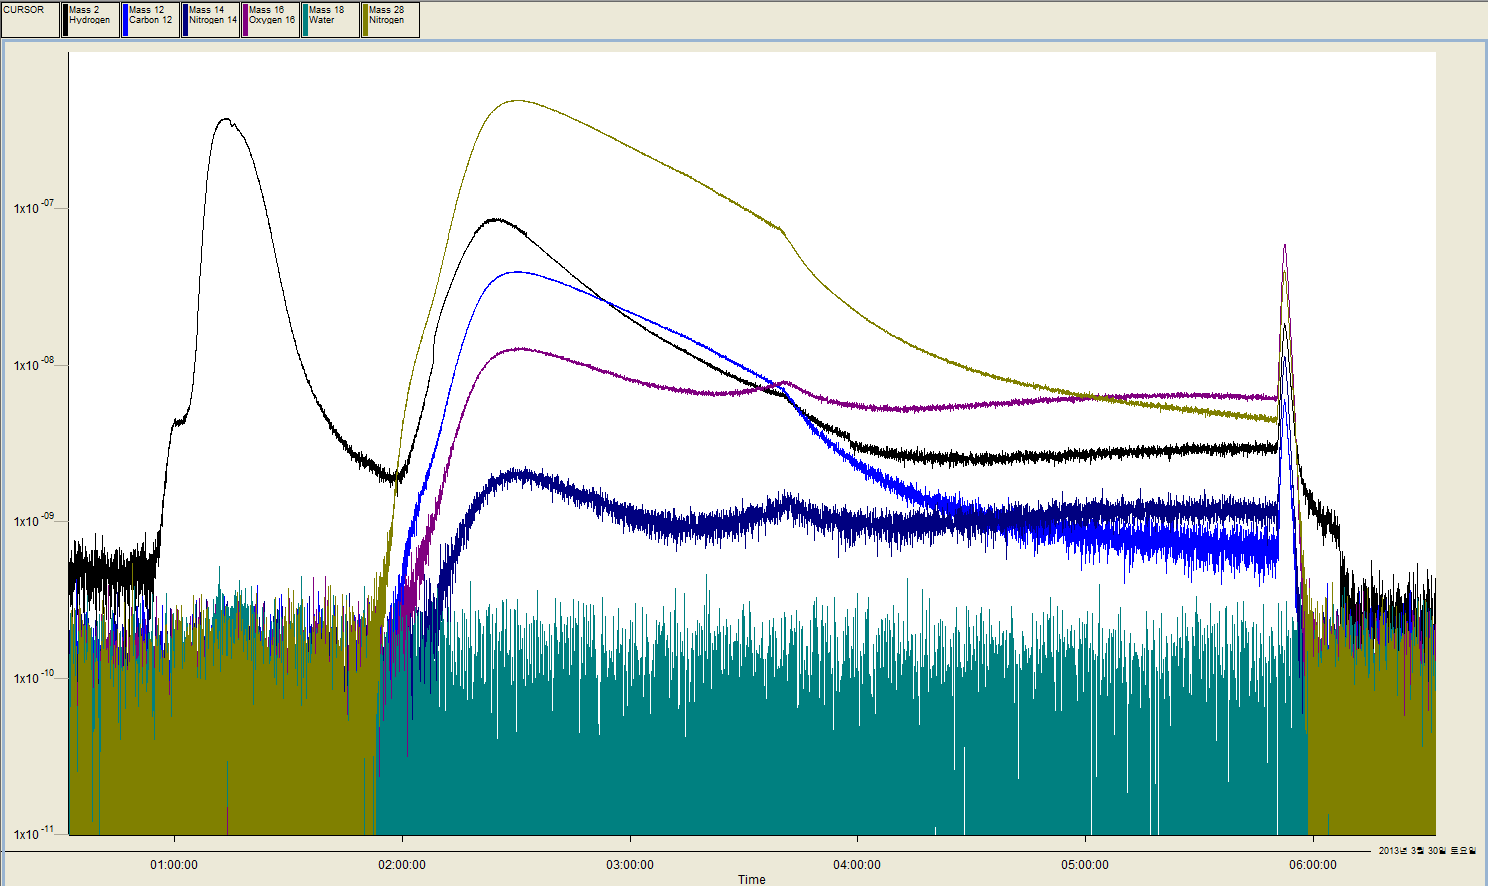 CURSOR
Mass 2
Hydrogen
Mass 12
Carbon 12
Mass 14
Nitrogen 14
Mass 16
Oxygen 16
Mass 18
Water
Mass 28
Nitrogen
1x10 -07
1x10 -08
1x10 -09
1x10 -10
1x10 -11
01:00:00
02:00:00
03:00:00
04:00:00
05:00:00
06:00:00
2013년 3월 30일 토요일
Time